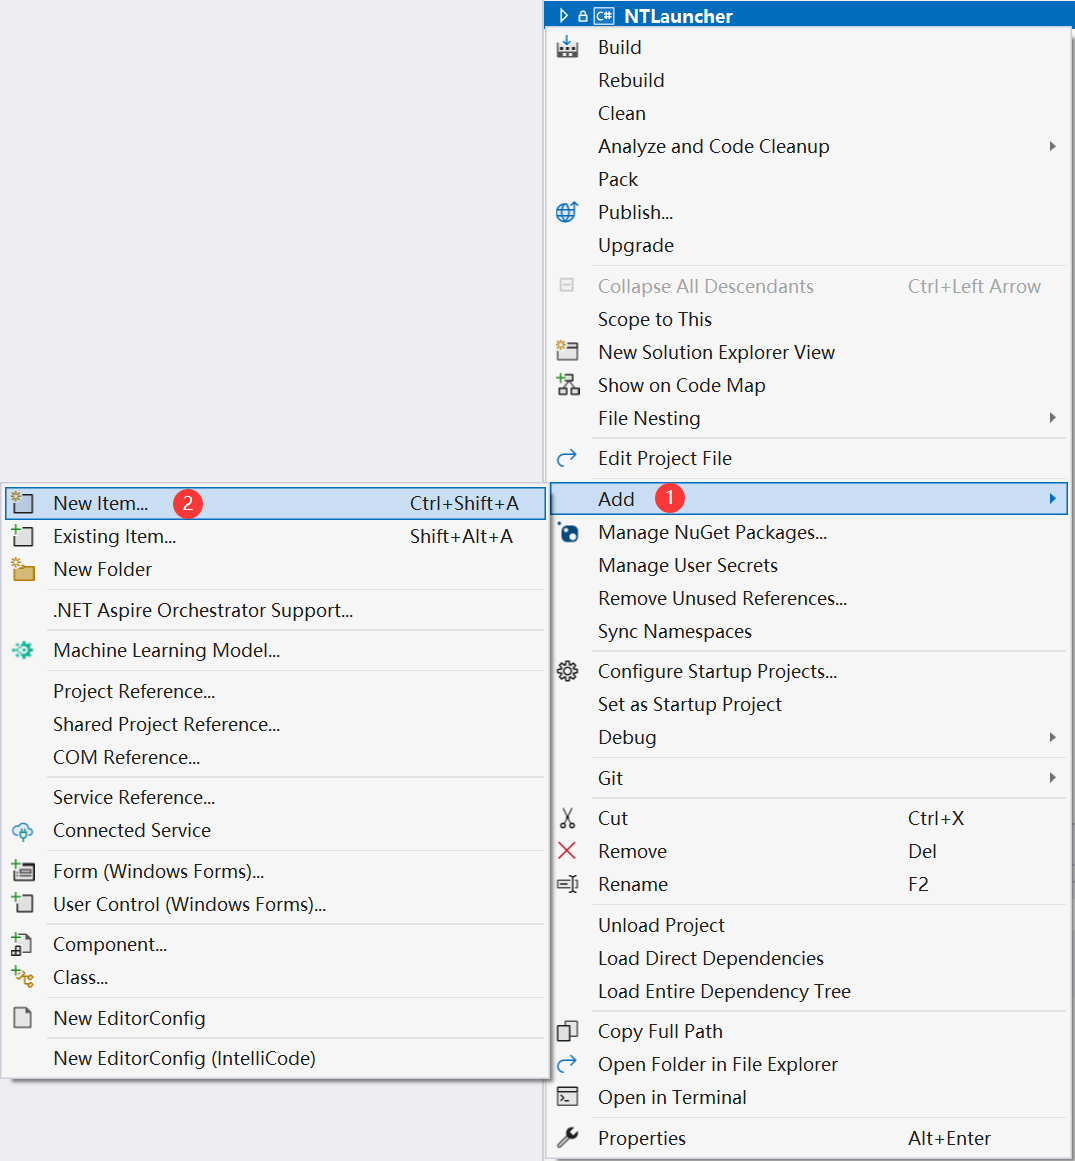 C# NTLauncher
Build
Rebuild
Clean
Analyze and Code Cleanup
Pack
Publish...
Upgrade
Collapse All Descendants Ctrl+Left Arrow
Scope to This
New Solution Explorer View
Show on Code Map
File Nesting
Edit Project File
Add 1
Manage NuGet Packages...
Manage User Secrets
Remove Unused References...
Sync Namespaces
Configure Startup Projects...
Set as Startup Project
Debug
Git
Cut Ctrl+X
Remove Del
Rename F2
Unload Project
Load Direct Dependencies
Load Entire Dependency Tree
Copy Full Path
Open Folder in File Explorer
Open in Terminal
Properties Alt+Enter
New Item... 2 Ctrl+Shift+A
Existing Item... Shift+Alt+A
New Folder
.NET Aspire Orchestrator Support...
Machine Learning Model...
Project Reference...
Shared Project Reference...
COM Reference...
Service Reference...
Connected Service
Form (Windows Forms)...
User Control (Windows Forms)...
Component...
Class...
New EditorConfig
New EditorConfig (IntelliCode)